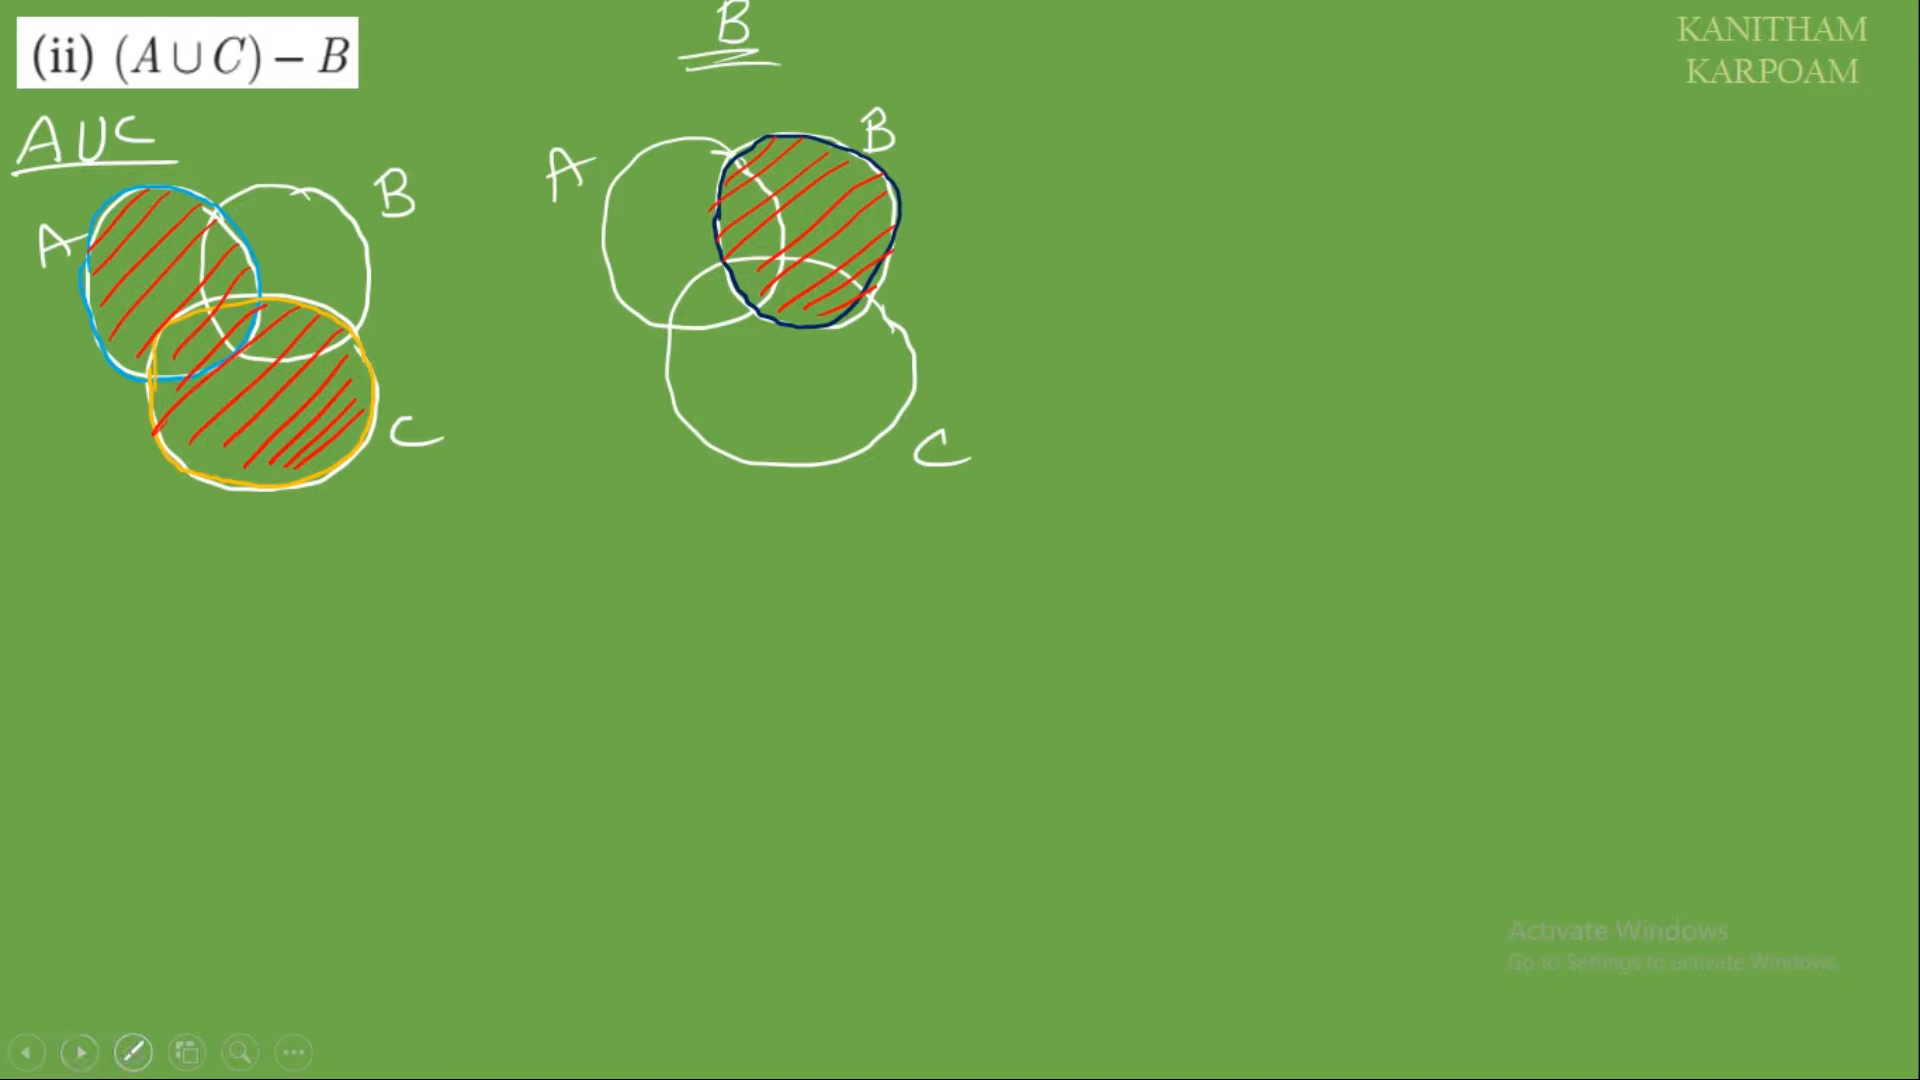 (ii) (A ∪ C) − B
B
KANITHAM
KARPOAM
A∪C
A
B
C
A
B
C
Activate Windows
Go to Settings to activate Windows.